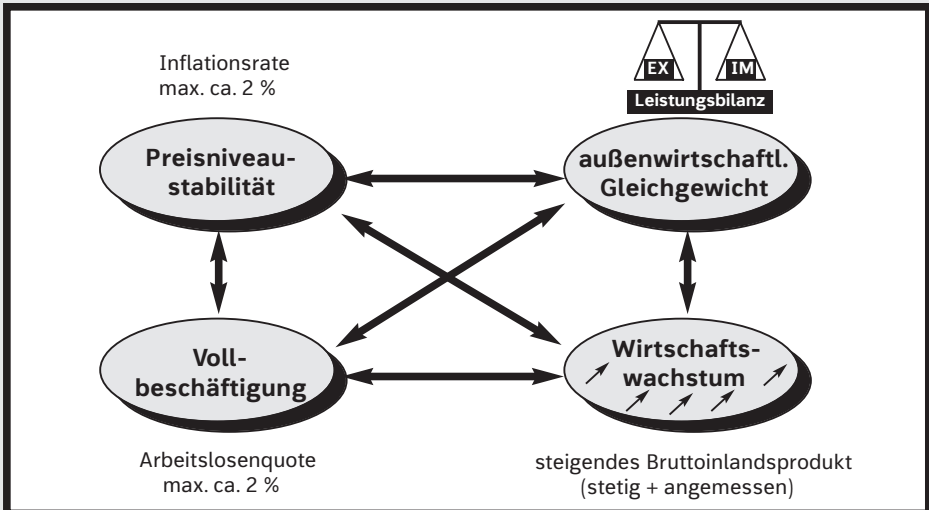 Inflationsrate
max. ca. 2 %
EX
IM
Leistungsbilanz
Preisniveau-
stabilität
außenwirtschaftl.
Gleichgewicht
Voll-
beschäftigung
Wirtschafts-
wachstum
Arbeitslosenquote
max. ca. 2 %
steigendes Bruttoinlandsprodukt
(stetig + angemessen)